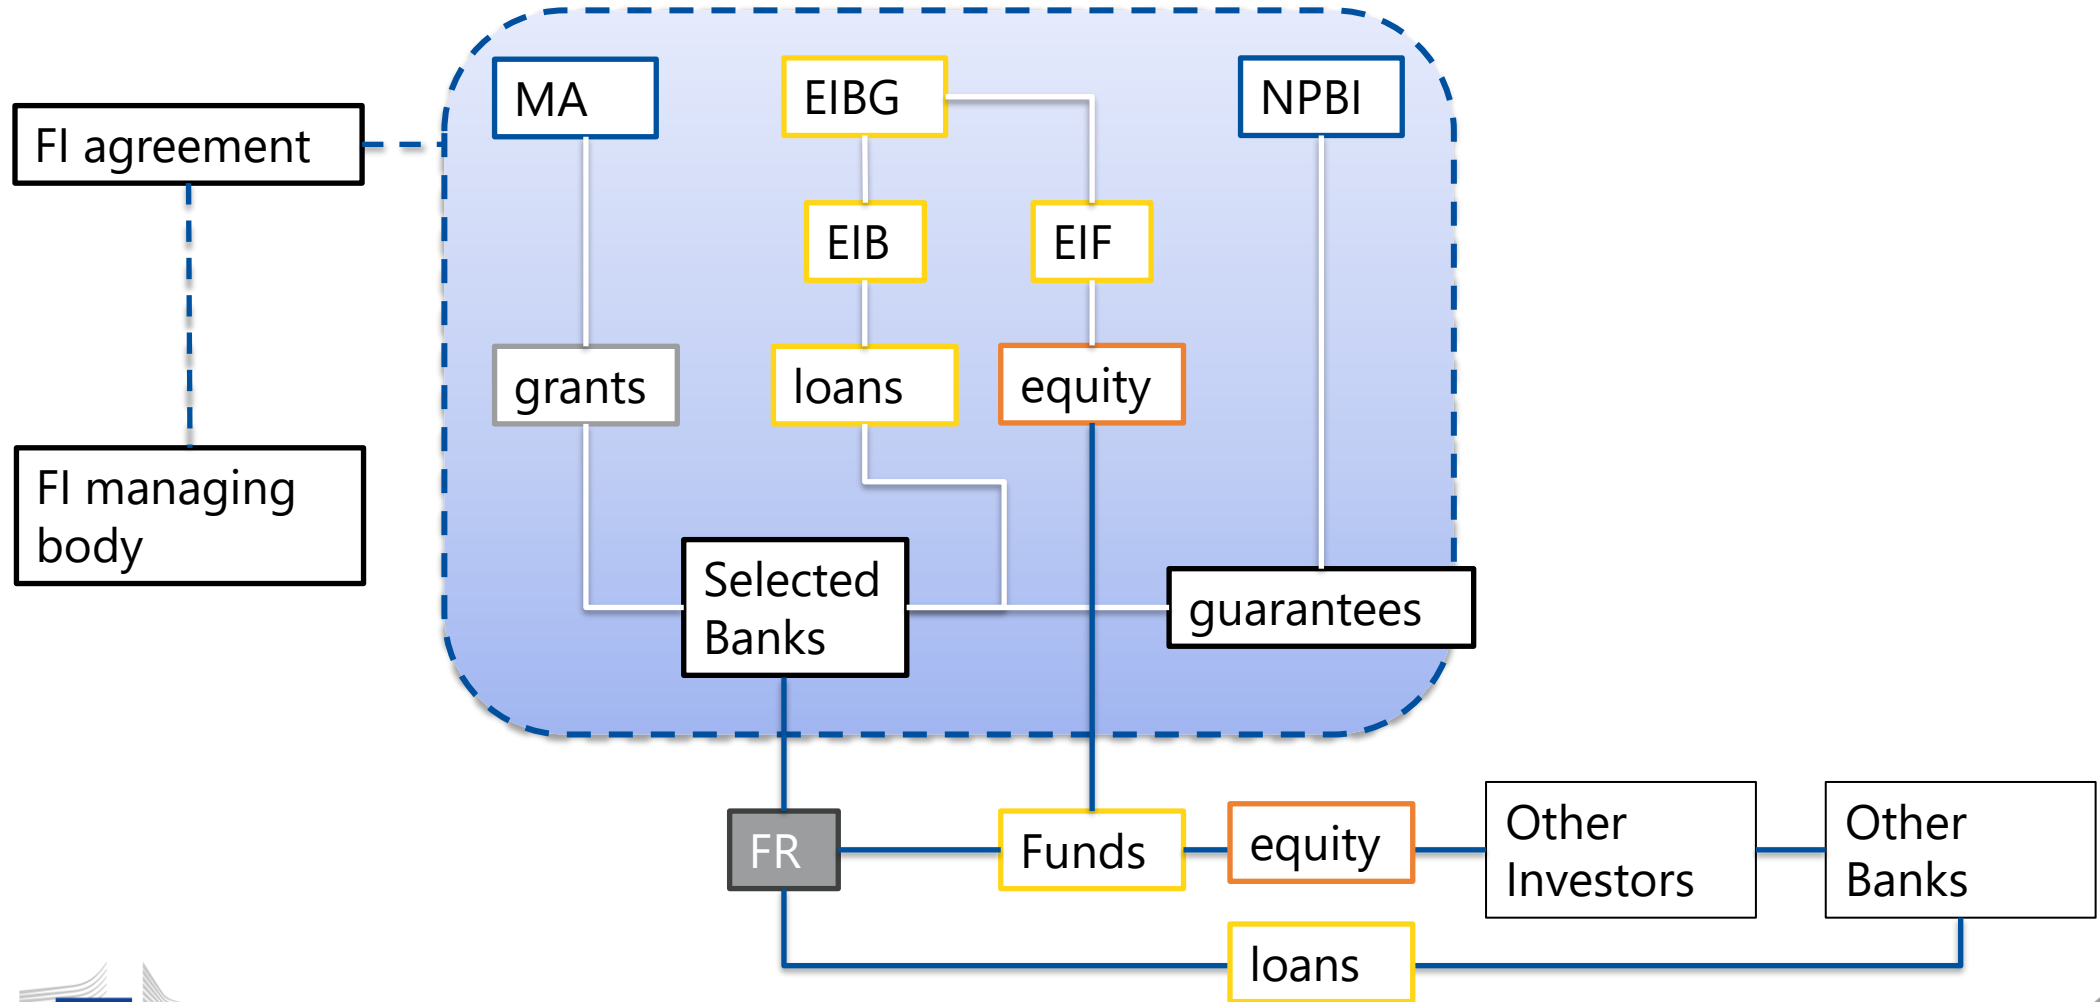 MA
EIBG
NPBI
FI agreement
EIB
EIF
grants
loans
equity
FI managing
body
Selected
Banks
guarantees
FR
Funds
equity
Other
Investors
Other
Banks
loans